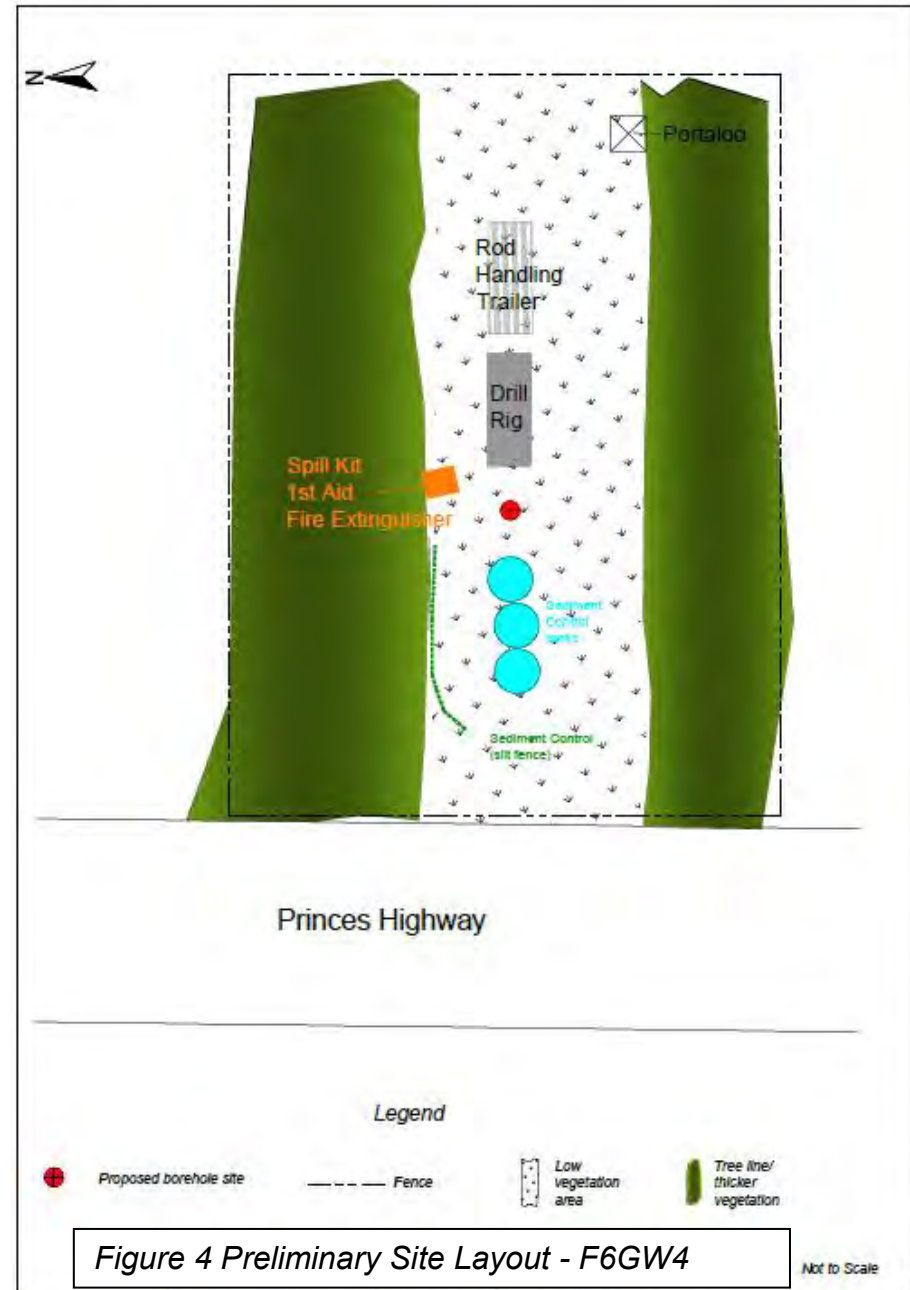 N
Portaloo
Rod
Handling
Trailer
Drill
Rig
Spill Kit
1st Aid
Fire Extinguisher
Sediment
Control
tanks
Sediment Control
(silt fence)
Princes Highway
Legend
Proposed borehole site
Fence
Low
vegetation
area
Tree line/
thicker
vegetation
Figure 4 Preliminary Site Layout - F6GW4
Not to Scale